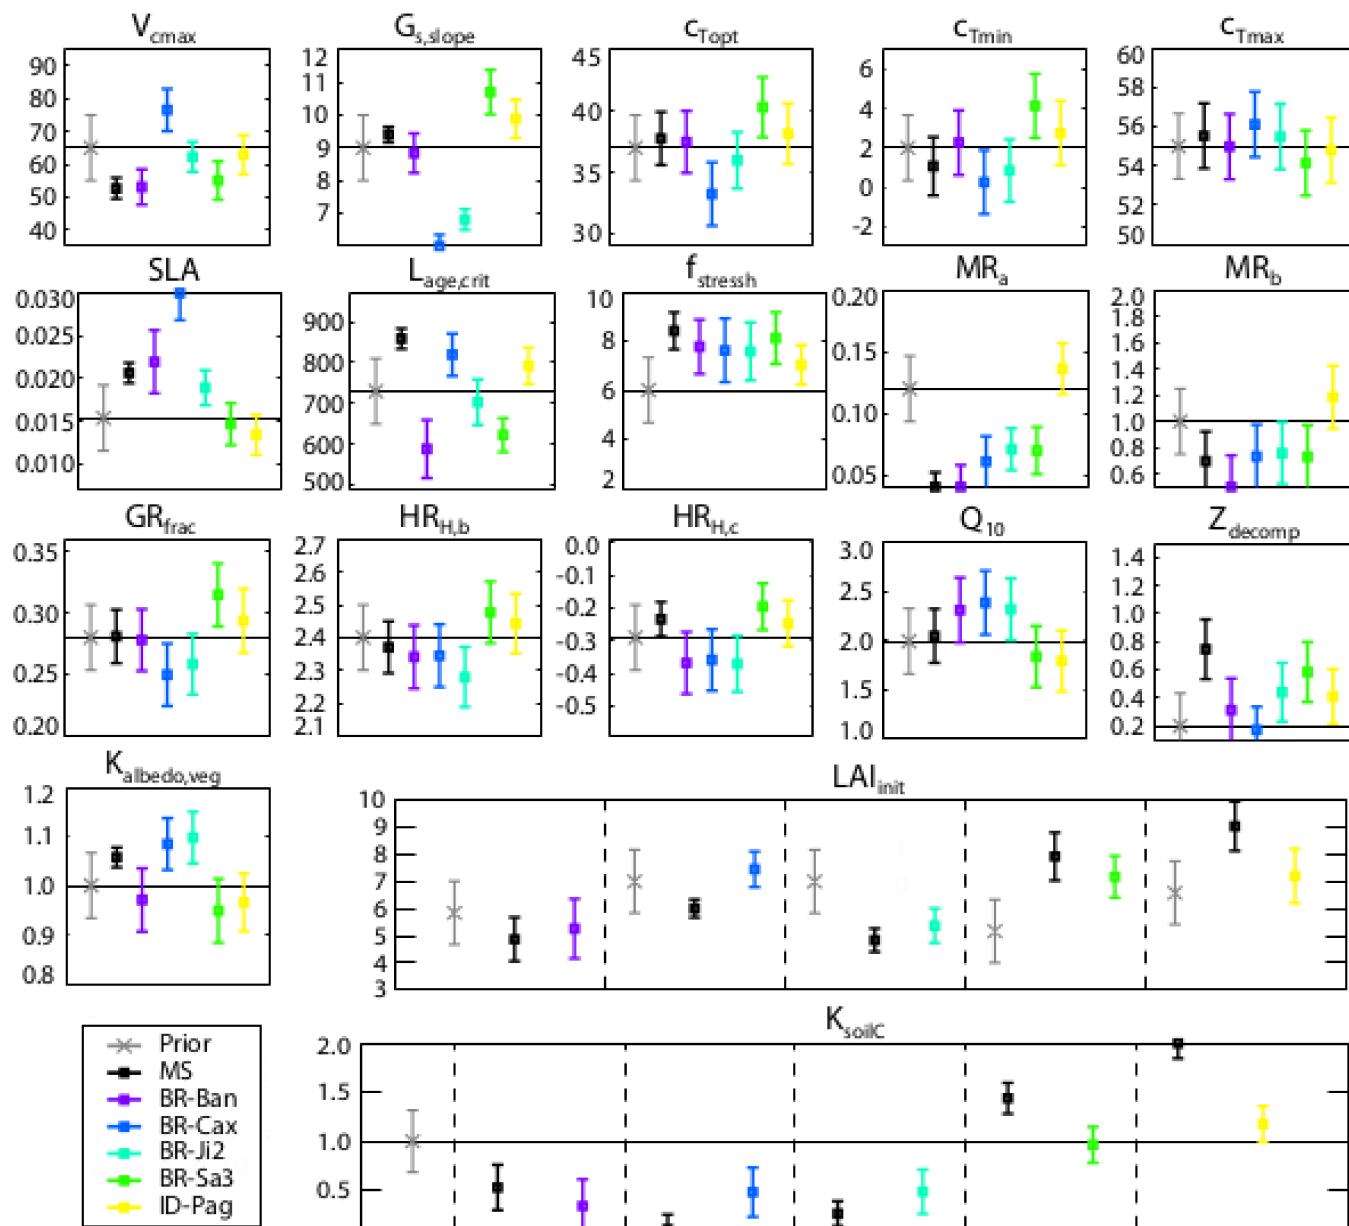 Vcmax Gs,slope cTopt cTmin cTmax
90 80 70 60 50 40
12 11 10 9 8 7
45 40 35 30
6 4 2 0 -2
60 58 56 54 52 50
SLA Lage,crit fstressh MRa MRb
0.030 0.025 0.020 0.015 0.010
900 800 700 600 500
10 8 6 4 2
0.20 0.15 0.10 0.05
2.0 1.8 1.6 1.4 1.2 1.0 0.8 0.6
GRfrac HRH,b HRH,c Q10 Zdecomp
0.35 0.30 0.25 0.20
2.7 2.6 2.5 2.4 2.3 2.2 2.1
0.0 -0.1 -0.2 -0.3 -0.4 -0.5
3.0 2.5 2.0 1.5 1.0
1.4 1.2 1.0 0.8 0.6 0.4 0.2
Kalbedo,veg LAIinit
1.2 1.1 1.0 0.9 0.8
10 9 8 7 6 5 4 3
KsoilC
2.0 1.5 1.0 0.5
Prior
MS
BR-Ban
BR-Cax
BR-Ji2
BR-Sa3
ID-Pag